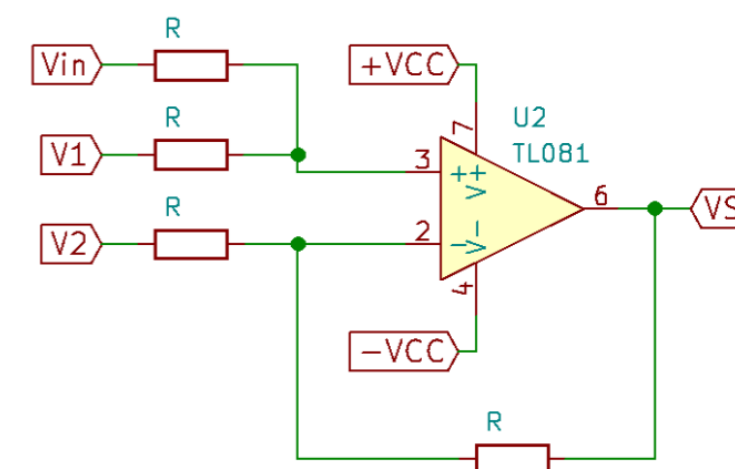 R
Vin
+VCC
R
U2
V1
7
TL081
3
+
V+
R
6
VS
V2
2
-
V-
4
-VCC
R